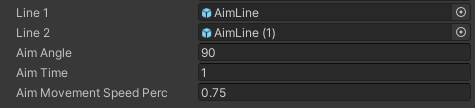 Line 1 AimLine
Line 2 AimLine (1)
Aim Angle 90
Aim Time 1
Aim Movement Speed Perc 0.75